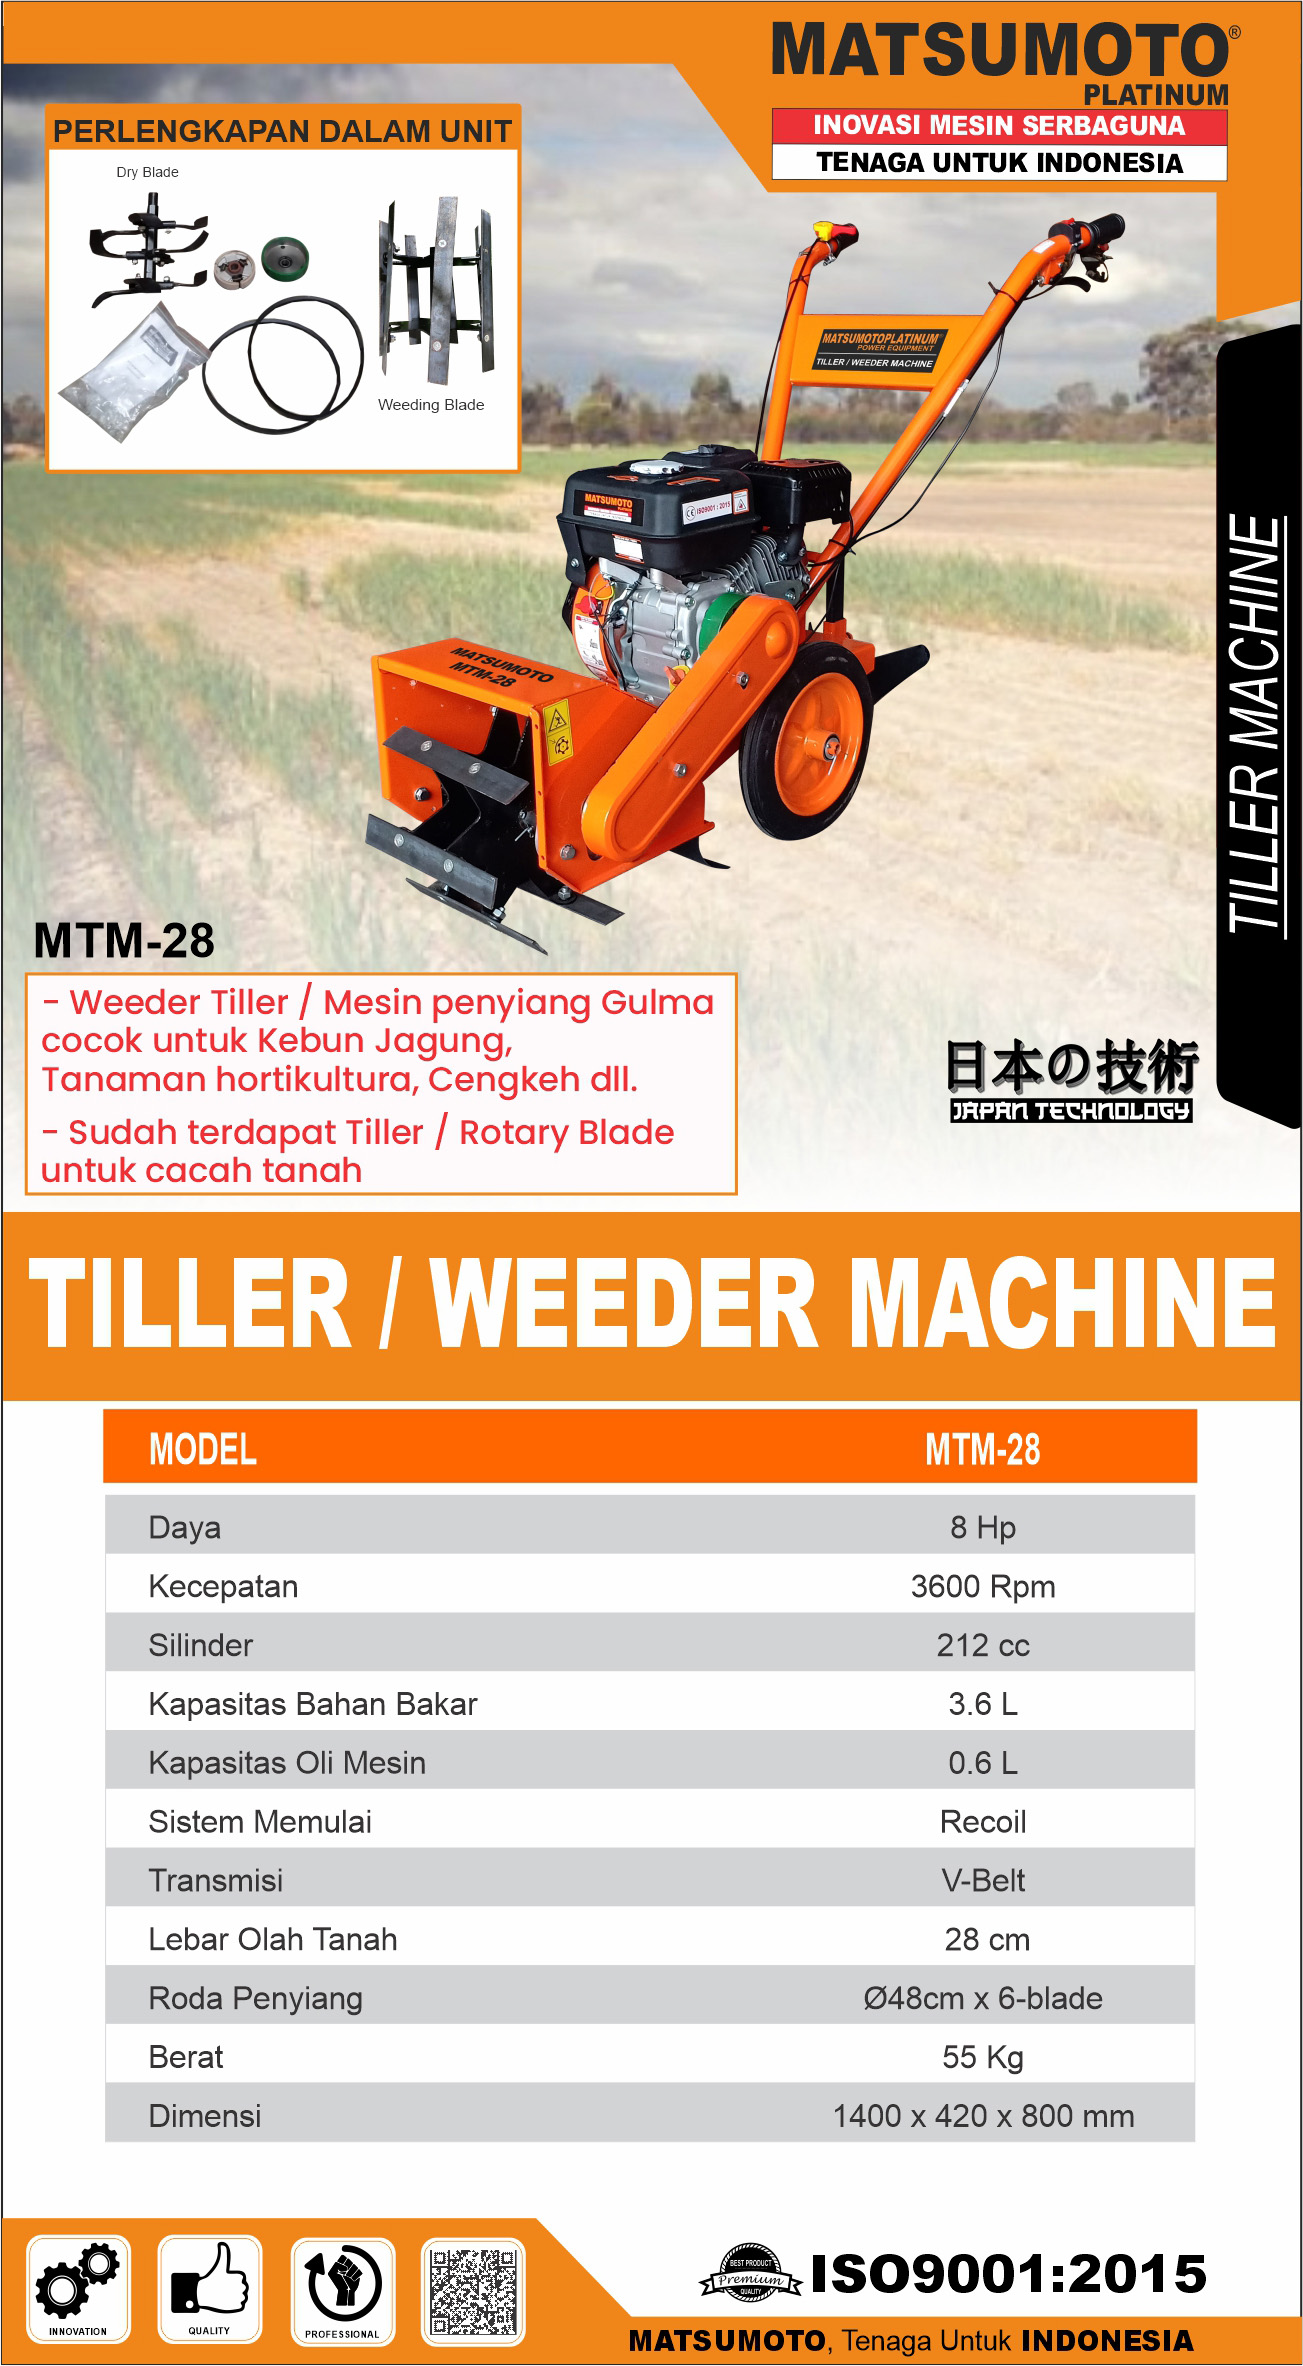 MATSUMOTO®
PLATINUM
INOVASI MESIN SERBAGUNA
TENAGA UNTUK INDONESIA
PERLENGKAPAN DALAM UNIT
Dry Blade
Weeding Blade
MATSUMOTOPLATINUM
POWER EQUIPMENT
TILLER / WEEDER MACHINE
MATSUMOTO
PLATINUM
CE ISO9001 : 2015
MATSUMOTO
MTM-28
TILLER MACHINE
MTM-28
- Weeder Tiller / Mesin penyiang Gulma
cocok untuk Kebun Jagung,
Tanaman hortikultura, Cengkeh dll.
- Sudah terdapat Tiller / Rotary Blade
untuk cacah tanah
日本の技術
JAPAN TECHNOLOGY
TILLER / WEEDER MACHINE
MODEL MTM-28
Daya 8 Hp
Kecepatan 3600 Rpm
Silinder 212 cc
Kapasitas Bahan Bakar 3.6 L
Kapasitas Oli Mesin 0.6 L
Sistem Memulai Recoil
Transmisi V-Belt
Lebar Olah Tanah 28 cm
Roda Penyiang Ø48cm x 6-blade
Berat 55 Kg
Dimensi 1400 x 420 x 800 mm
INNOVATION
QUALITY
PROFESSIONAL
BEST PRODUCT
Premium
QUALITY
ISO9001:2015
MATSUMOTO, Tenaga Untuk INDONESIA